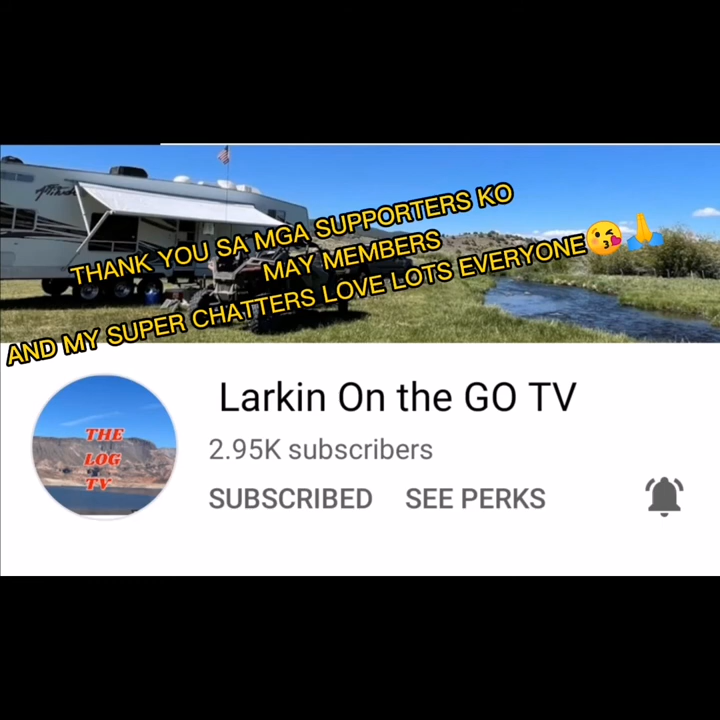 THANK YOU SA MGA SUPPORTERS KO
MAY MEMBERS
AND MY SUPER CHATTERS LOVE LOTS EVERYONE😘🙏
Larkin On the GO TV
2.95K subscribers
SUBSCRIBED SEE PERKS
THE
LOG
TV